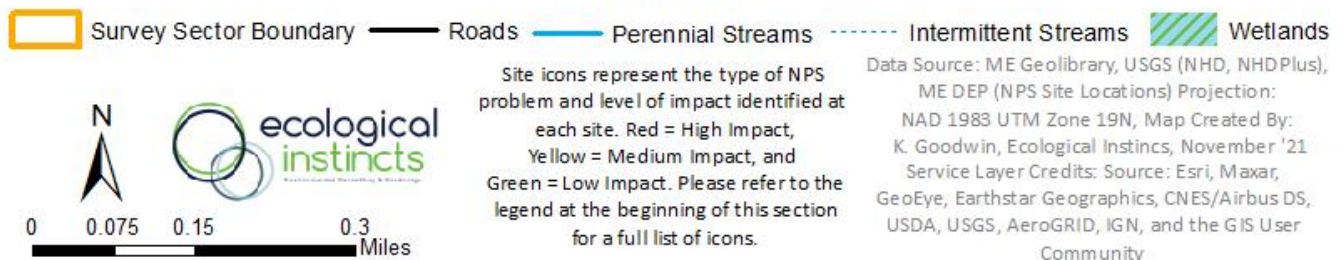 Survey Sector Boundary Roads Perennial Streams Intermittent Streams Wetlands
N
ecological
instincts
0 0.075 0.15 0.3
Miles
Site icons represent the type of NPS
problem and level of impact identified at
each site. Red = High Impact,
Yellow = Medium Impact, and
Green = Low Impact. Please refer to the
legend at the beginning of this section
for a full list of icons.
Data Source: ME Geolibrary, USGS (NHD, NHDPlus),
ME DEP (NPS Site Locations) Projection:
NAD 1983 UTM Zone 19N, Map Created By:
K. Goodwin, Ecological Instincs, November '21
Service Layer Credits: Source: Esri, Maxar,
GeoEye, Earthstar Geographics, CNES/Airbus DS,
USDA, USGS, AeroGRID, IGN, and the GIS User
Community